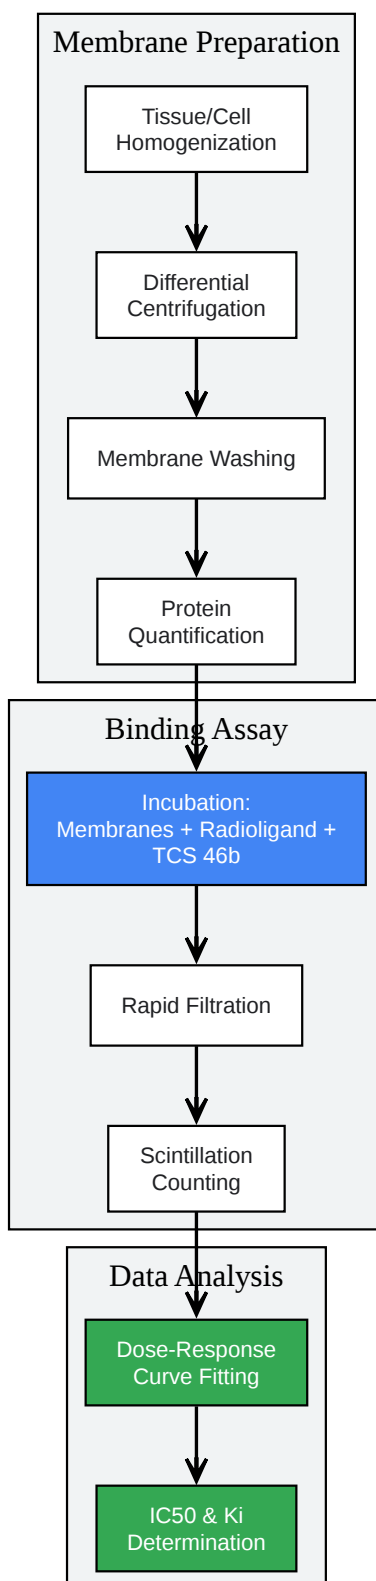 Membrane Preparation
Tissue/Cell
Homogenization
Differential
Centrifugation
Membrane Washing
Protein
Quantification
Binding Assay
Incubation:
Membranes + Radioligand +
TCS 46b
Rapid Filtration
Scintillation
Counting
Data Analysis
Dose-Response
Curve Fitting
IC50 & Ki
Determination